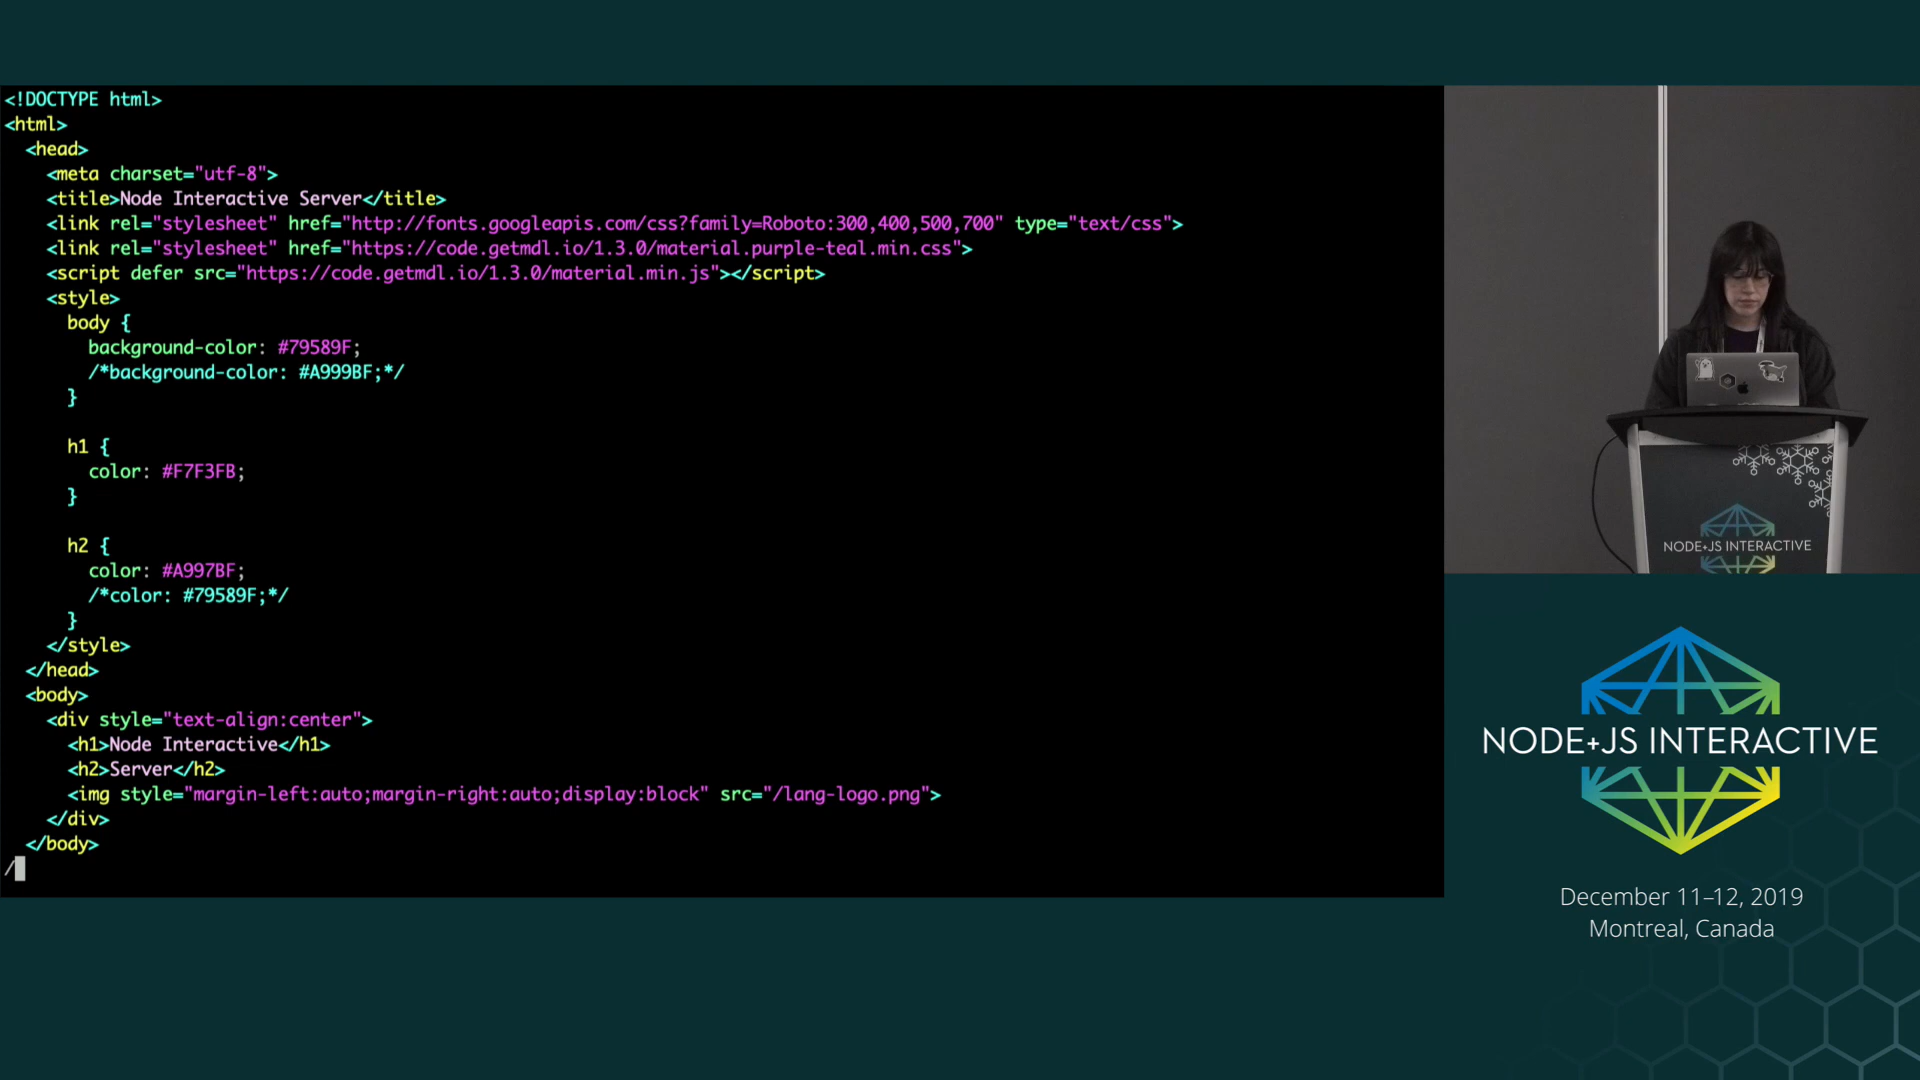 <!DOCTYPE html>
<html>
  <head>
    <meta charset="utf-8">
    <title>Node Interactive Server</title>
    <link rel="stylesheet" href="http://fonts.googleapis.com/css?family=Roboto:300,400,500,700" type="text/css">
    <link rel="stylesheet" href="https://code.getmdl.io/1.3.0/material.purple-teal.min.css">
    <script defer src="https://code.getmdl.io/1.3.0/material.min.js"></script>
    <style>
      body {
        background-color: #79589F;
        /*background-color: #A999BF;*/
      }

      h1 {
        color: #F7F3FB;
      }

      h2 {
        color: #A997BF;
        /*color: #79589F;*/
      }
    </style>
  </head>
  <body>
    <div style="text-align:center">
      <h1>Node Interactive</h1>
      <h2>Server</h2>
      <img style="margin-left:auto;margin-right:auto;display:block" src="/lang-logo.png">
    </div>
  </body>
/
NODE+JS INTERACTIVE
NODE+JS INTERACTIVE
December 11–12, 2019
Montreal, Canada